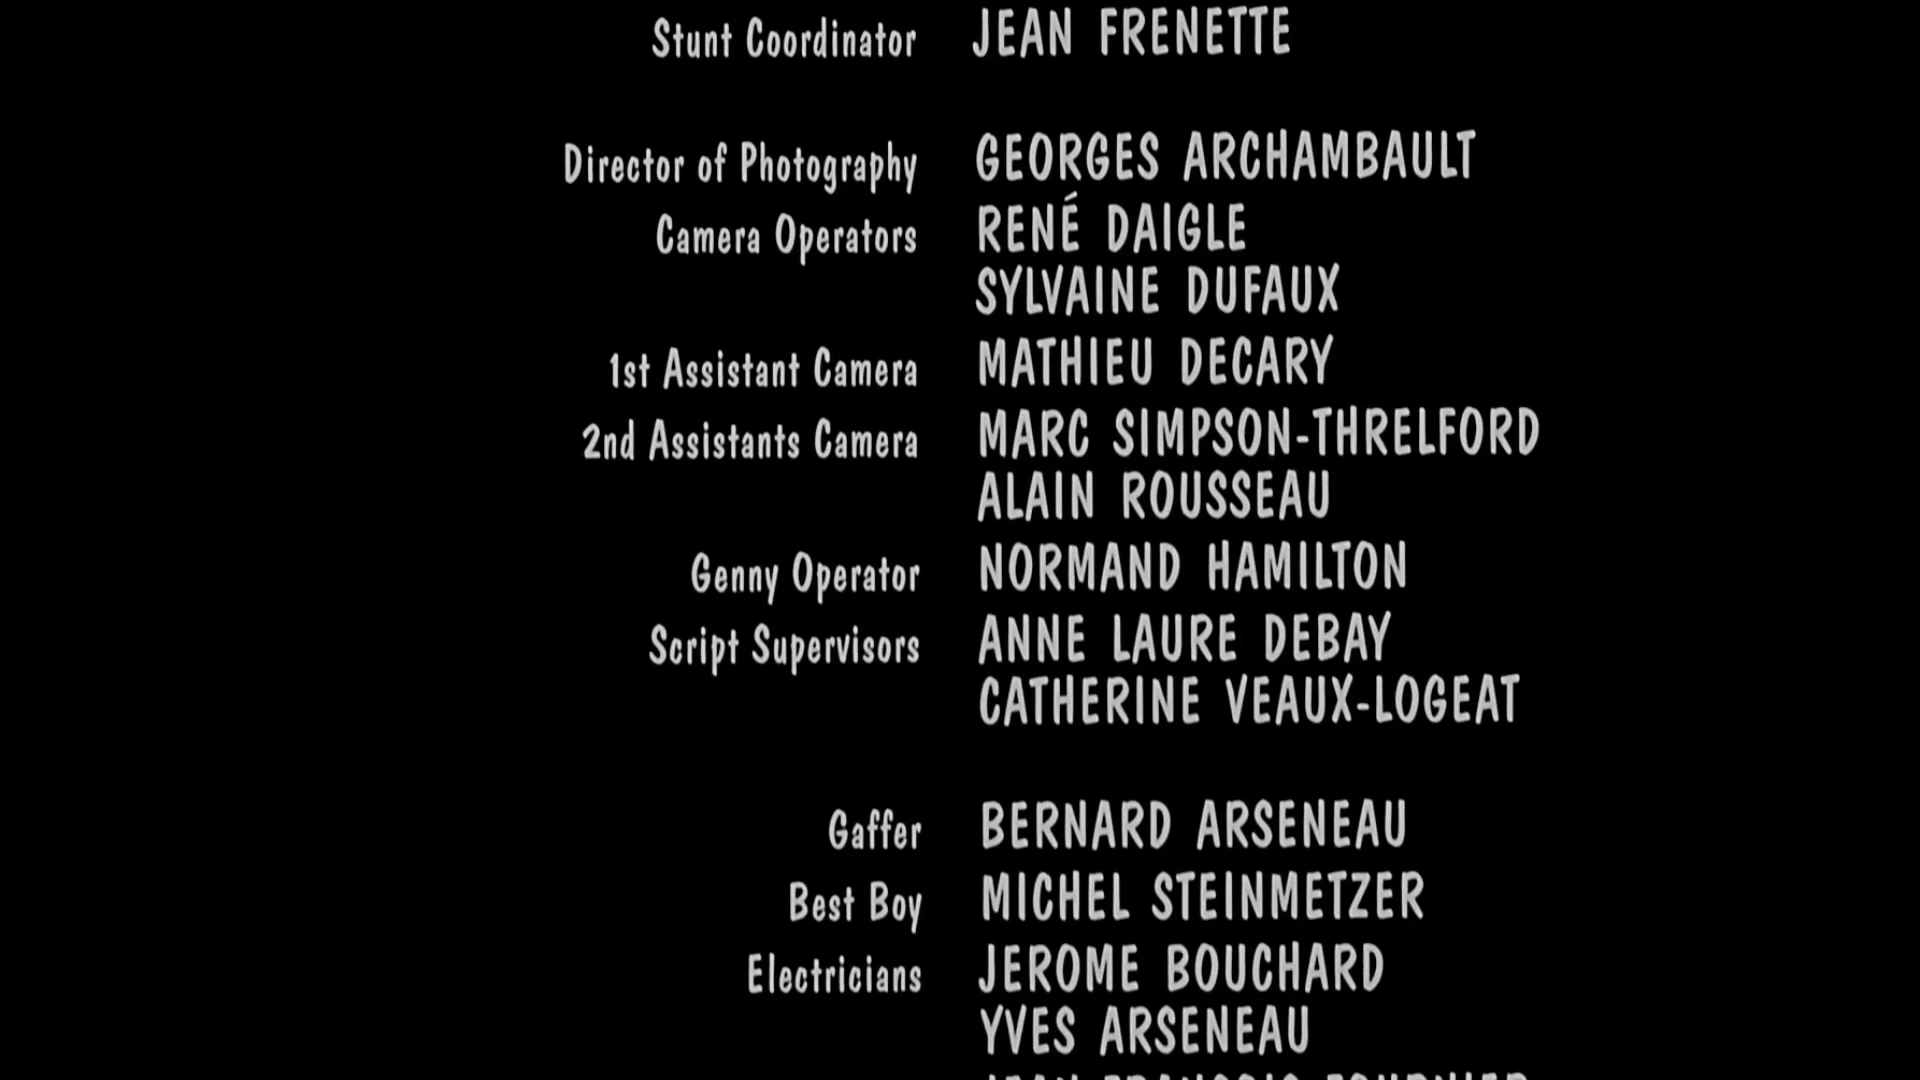 Stunt Coordinator JEAN FRENETTE
Director of Photography GEORGES ARCHAMBAULT
Camera Operators RENÉ DAIGLE
SYLVAINE DUFAUX
1st Assistant Camera MATHIEU DECARY
2nd Assistants Camera MARC SIMPSON-THRELFORD
ALAIN ROUSSEAU
Genny Operator NORMAND HAMILTON
Script Supervisors ANNE LAURE DEBAY
CATHERINE VEAUX-LOGEAT
Gaffer BERNARD ARSENEAU
Best Boy MICHEL STEINMETZER
Electricians JEROME BOUCHARD
YVES ARSENEAU